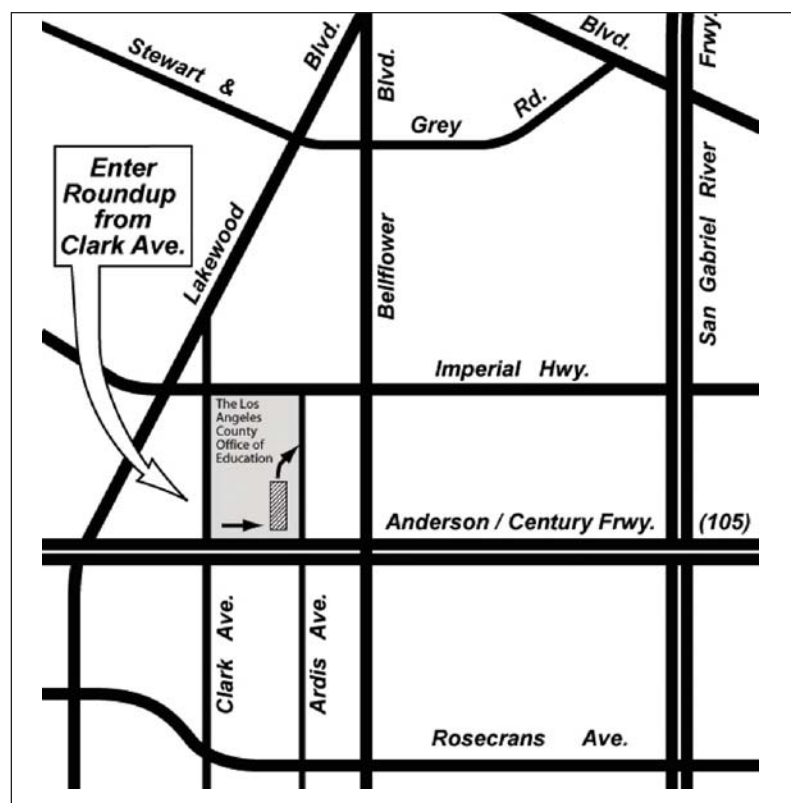 Stewart &
Grey
Rd.
Blvd.
Lakewood
Blvd.
Bellflower
Blvd.
San Gabriel River
Frwy.
Enter
Roundup
from
Clark Ave.
Imperial Hwy.
The Los
Angeles
County
Office of
Education
Anderson / Century Frwy. (105)
Clark Ave.
Ardis Ave.
Rosecrans Ave.